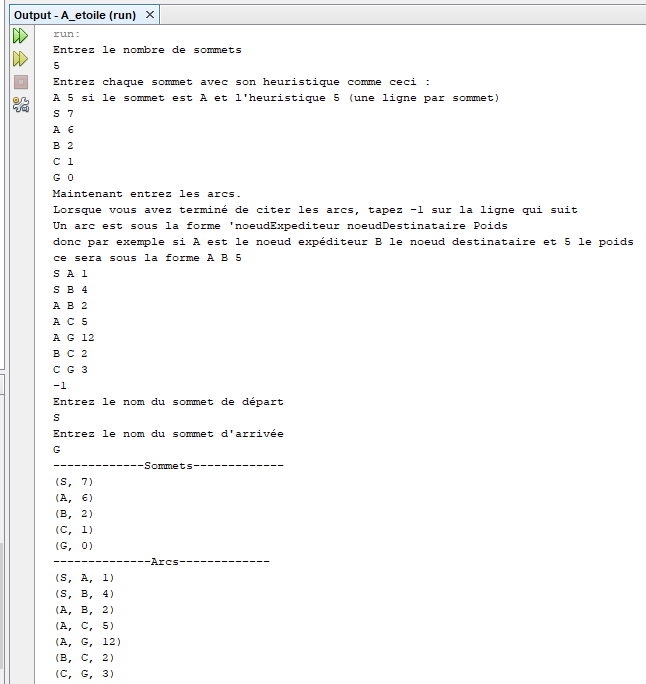 Output - A_etoile (run)
run:
Entrez le nombre de sommets
5
Entrez chaque sommet avec son heuristique comme ceci :
A 5 si le sommet est A et l'heuristique 5 (une ligne par sommet)
S 7
A 6
B 2
C 1
G 0
Maintenant entrez les arcs.
Lorsque vous avez terminé de citer les arcs, tapez -1 sur la ligne qui suit
Un arc est sous la forme 'noeudExpediteur noeudDestinataire Poids
donc par exemple si A est le noeud expéditeur B le noeud destinataire et 5 le poids
ce sera sous la forme A B 5
S A 1
S B 4
A B 2
A C 5
A G 12
B C 2
C G 3
-1
Entrez le nom du sommet de départ
S
Entrez le nom du sommet d'arrivée
G
-------------Sommets-------------
(S, 7)
(A, 6)
(B, 2)
(C, 1)
(G, 0)
--------------Arcs-------------
(S, A, 1)
(S, B, 4)
(A, B, 2)
(A, C, 5)
(A, G, 12)
(B, C, 2)
(C, G, 3)